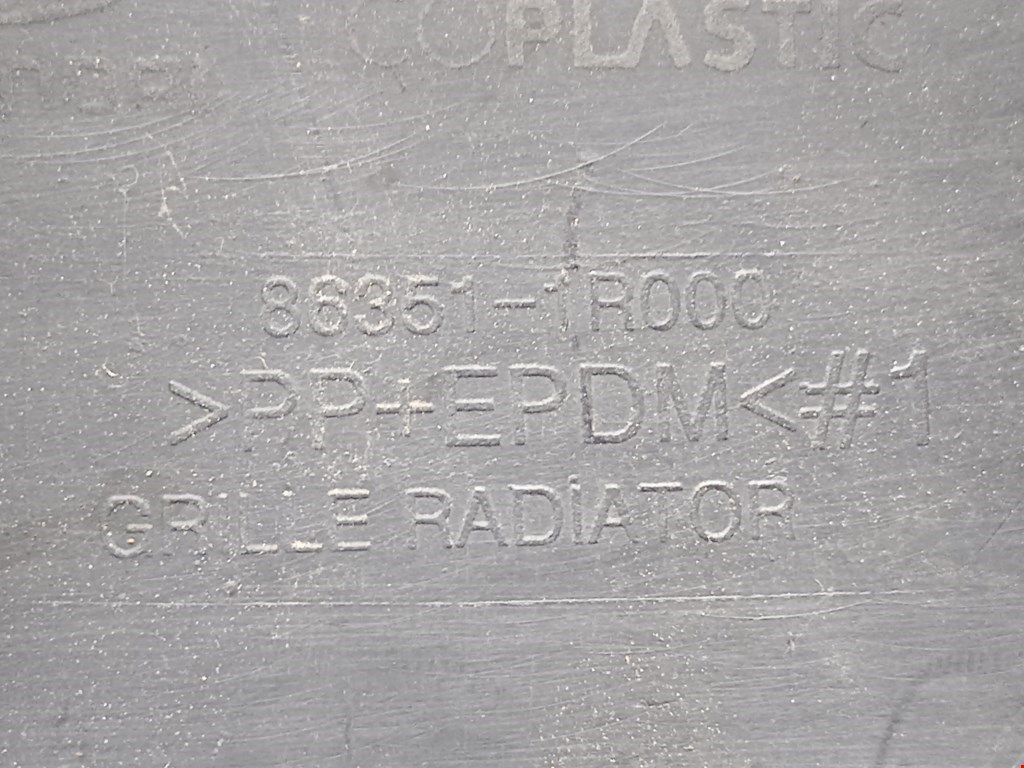 COPLASTIC
86351-1R000
>PP+EPDM<#1
GRILLE RADIATOR